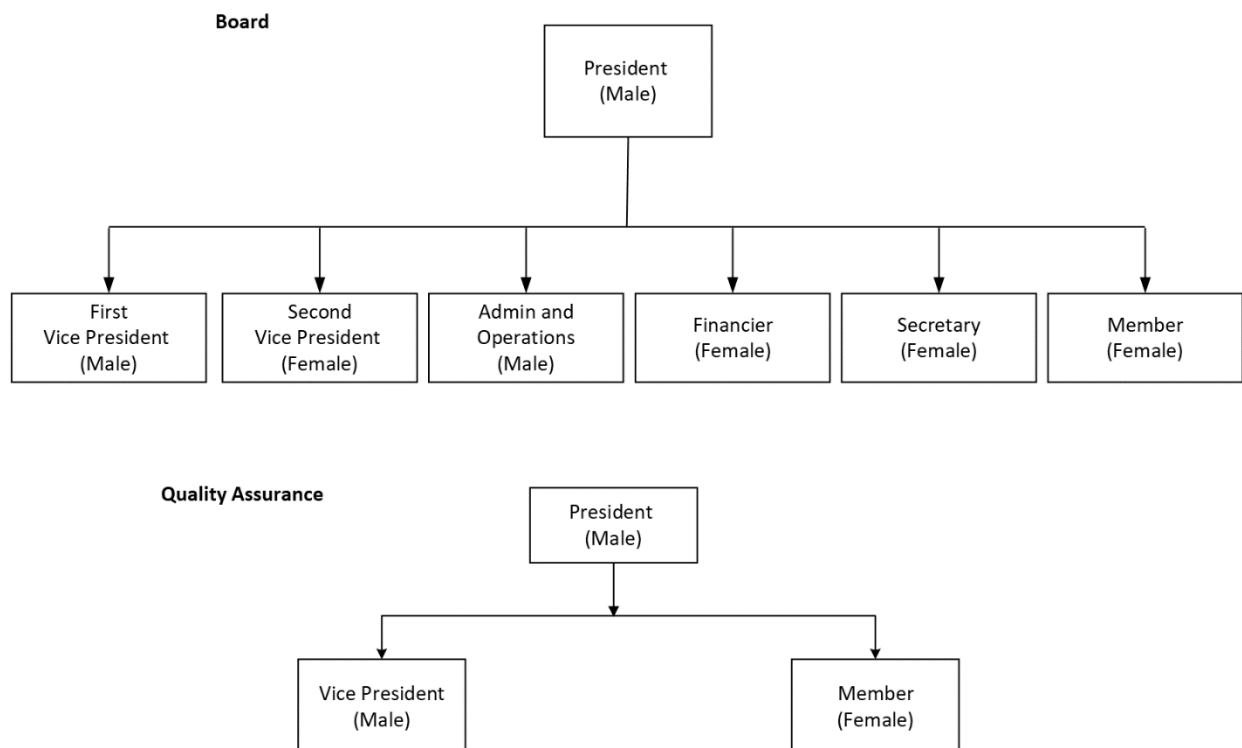 Board
President
(Male)
First
Vice President
(Male)
Second
Vice President
(Female)
Admin and
Operations
(Male)
Financier
(Female)
Secretary
(Female)
Member
(Female)
Quality Assurance
President
(Male)
Vice President
(Male)
Member
(Female)